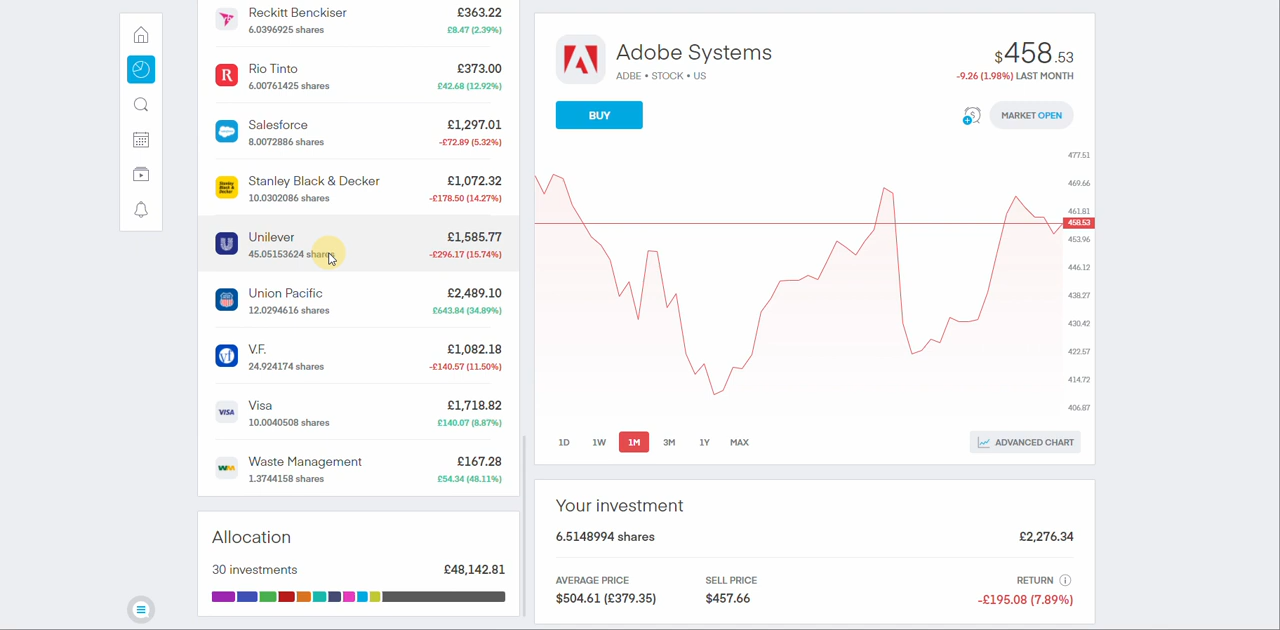 Reckitt Benckiser £363.22
6.0396925 shares £8.47 (2.39%)
R
Rio Tinto £373.00
6.00761425 shares £42.68 (12.92%)
Salesforce £1,297.01
8.0072886 shares -£72.89 (5.32%)
Stanley Black & Decker £1,072.32
10.0302086 shares -£178.50 (14.27%)
Unilever £1,585.77
45.05153624 shares -£296.17 (15.74%)
Union Pacific £2,489.10
12.0294616 shares £643.84 (34.89%)
V.F. £1,082.18
24.924174 shares -£140.57 (11.50%)
VISA
Visa £1,718.82
10.0040508 shares £140.07 (8.87%)
Waste Management £167.28
1.3744158 shares £54.34 (48.11%)
Allocation
30 investments £48,142.81
Adobe Systems $458.53
ADBE • STOCK • US -9.26 (1.98%) LAST MONTH
BUY MARKET OPEN
477.51
469.66
461.81
458.53
453.96
446.12
438.27
430.42
422.57
414.72
406.87
1D 1W 1M 3M 1Y MAX ADVANCED CHART
Your investment
6.5148994 shares £2,276.34
AVERAGE PRICE SELL PRICE RETURN
$504.61 (£379.35) $457.66 -£195.08 (7.89%)